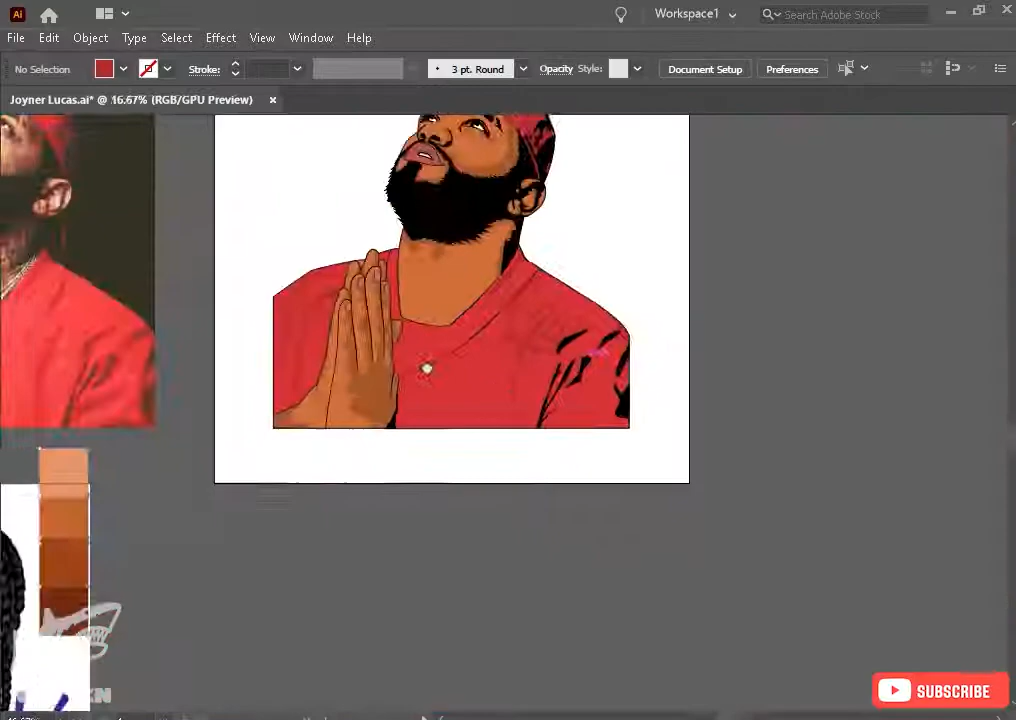 Ai
Workspace1
Search Adobe Stock
File Edit Object Type Select Effect View Window Help
No Selection Stroke: 3 pt. Round Opacity Style: Document Setup Preferences
Joyner Lucas.ai* @ 16.67% (RGB/GPU Preview) ×
SUBSCRIBE